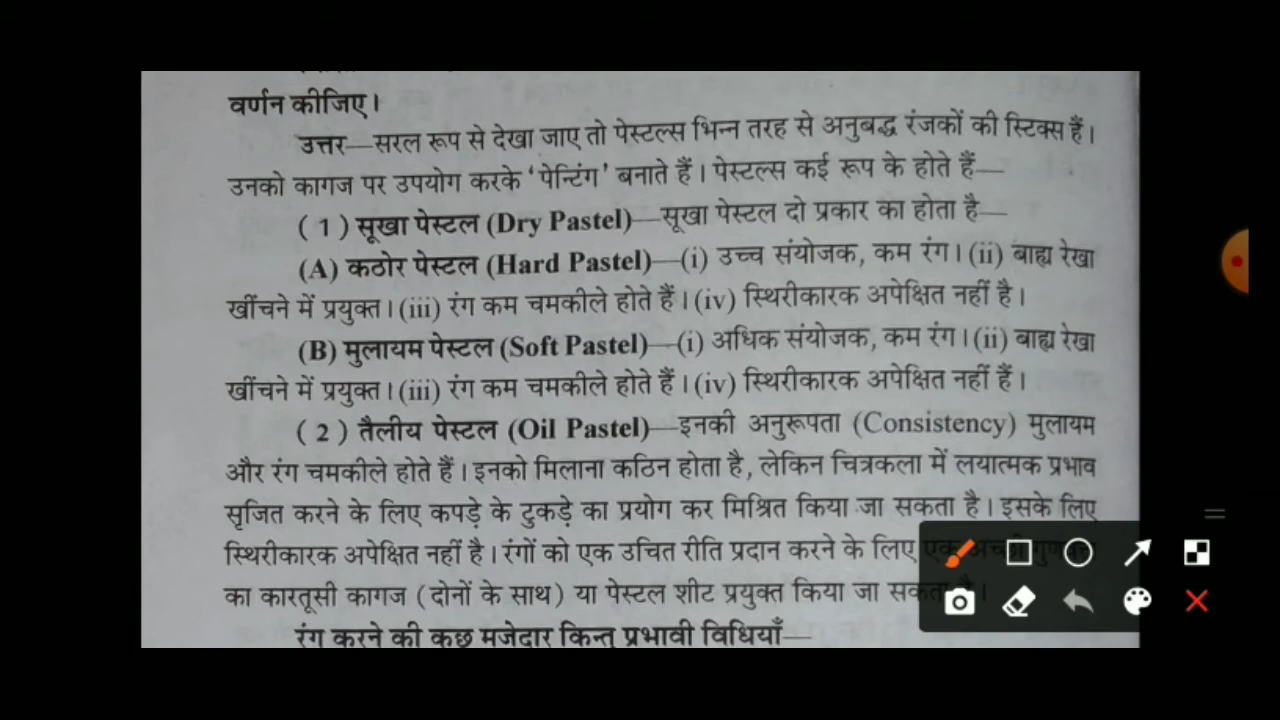 वर्णन कीजिए।
उत्तर—सरल रूप से देखा जाए तो पेस्टल्स भिन्न तरह से अनुबद्ध रंजकों की स्टिक्स हैं।
उनको कागज पर उपयोग करके ‘पेन्टिंग’ बनाते हैं। पेस्टल्स कई रूप के होते हैं—
( 1 ) सूखा पेस्टल (Dry Pastel)—सूखा पेस्टल दो प्रकार का होता है—
(A) कठोर पेस्टल (Hard Pastel)—(i) उच्च संयोजक, कम रंग। (ii) बाह्य रेखा
खींचने में प्रयुक्त। (iii) रंग कम चमकीले होते हैं। (iv) स्थिरीकारक अपेक्षित नहीं है।
(B) मुलायम पेस्टल (Soft Pastel)—(i) अधिक संयोजक, कम रंग। (ii) बाह्य रेखा
खींचने में प्रयुक्त। (iii) रंग कम चमकीले होते हैं। (iv) स्थिरीकारक अपेक्षित नहीं हैं।
( 2 ) तैलीय पेस्टल (Oil Pastel)—इनकी अनुरूपता (Consistency) मुलायम
और रंग चमकीले होते हैं। इनको मिलाना कठिन होता है, लेकिन चित्रकला में लयात्मक प्रभाव
सृजित करने के लिए कपड़े के टुकड़े का प्रयोग कर मिश्रित किया जा सकता है। इसके लिए
स्थिरीकारक अपेक्षित नहीं है। रंगों को एक उचित रीति प्रदान करने के लिए एक
का कारतूसी कागज (दोनों के साथ) या पेस्टल शीट प्रयुक्त किया जा सकता है।
रंग करने की कुछ मजेदार किन्तु प्रभावी विधियाँ—